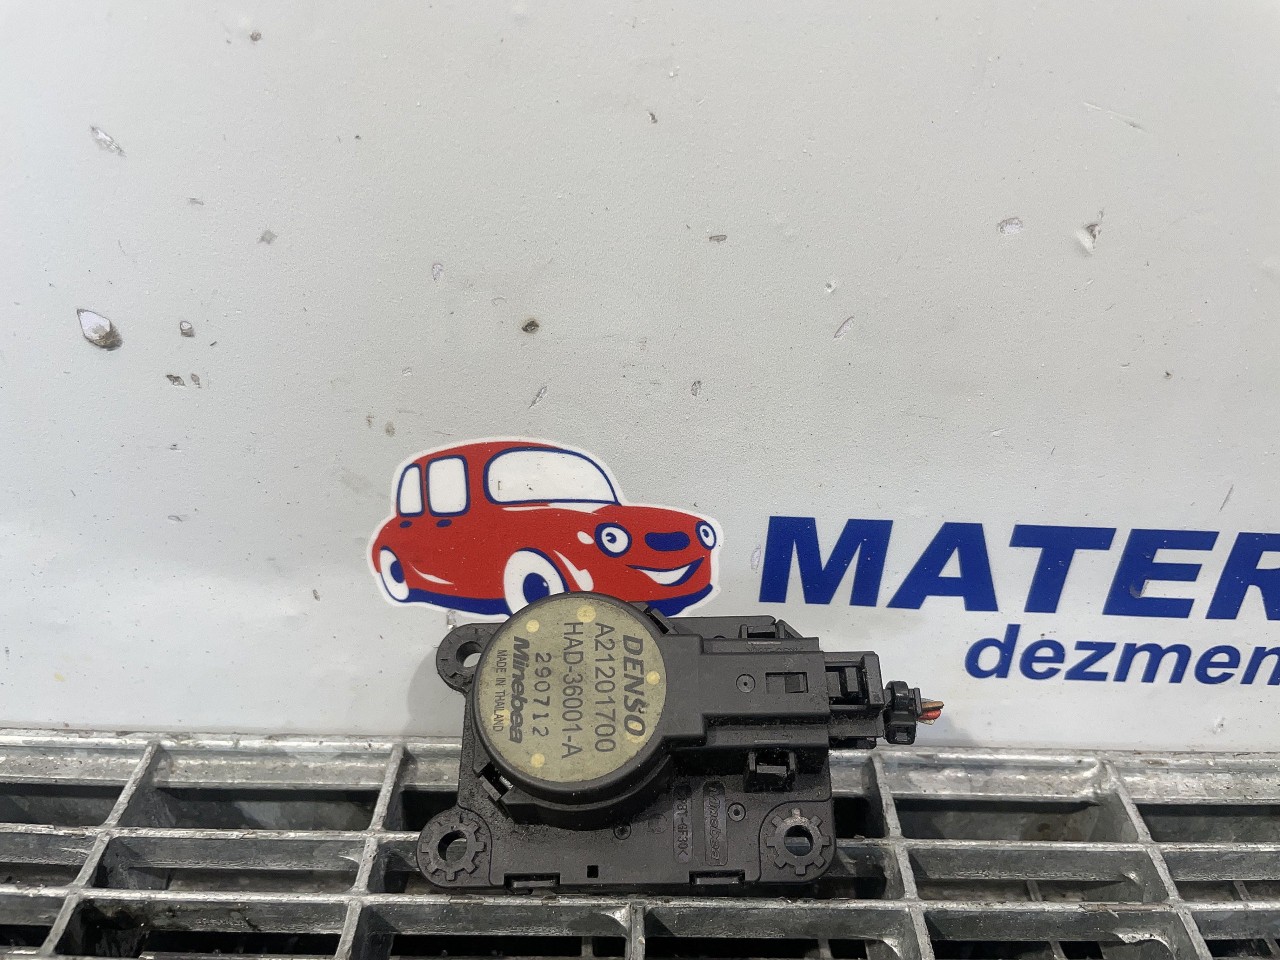 MATER
dezmen
DENSO
A21201700
HAD-36001-A
290712
Minebea
MADE IN THAILAND